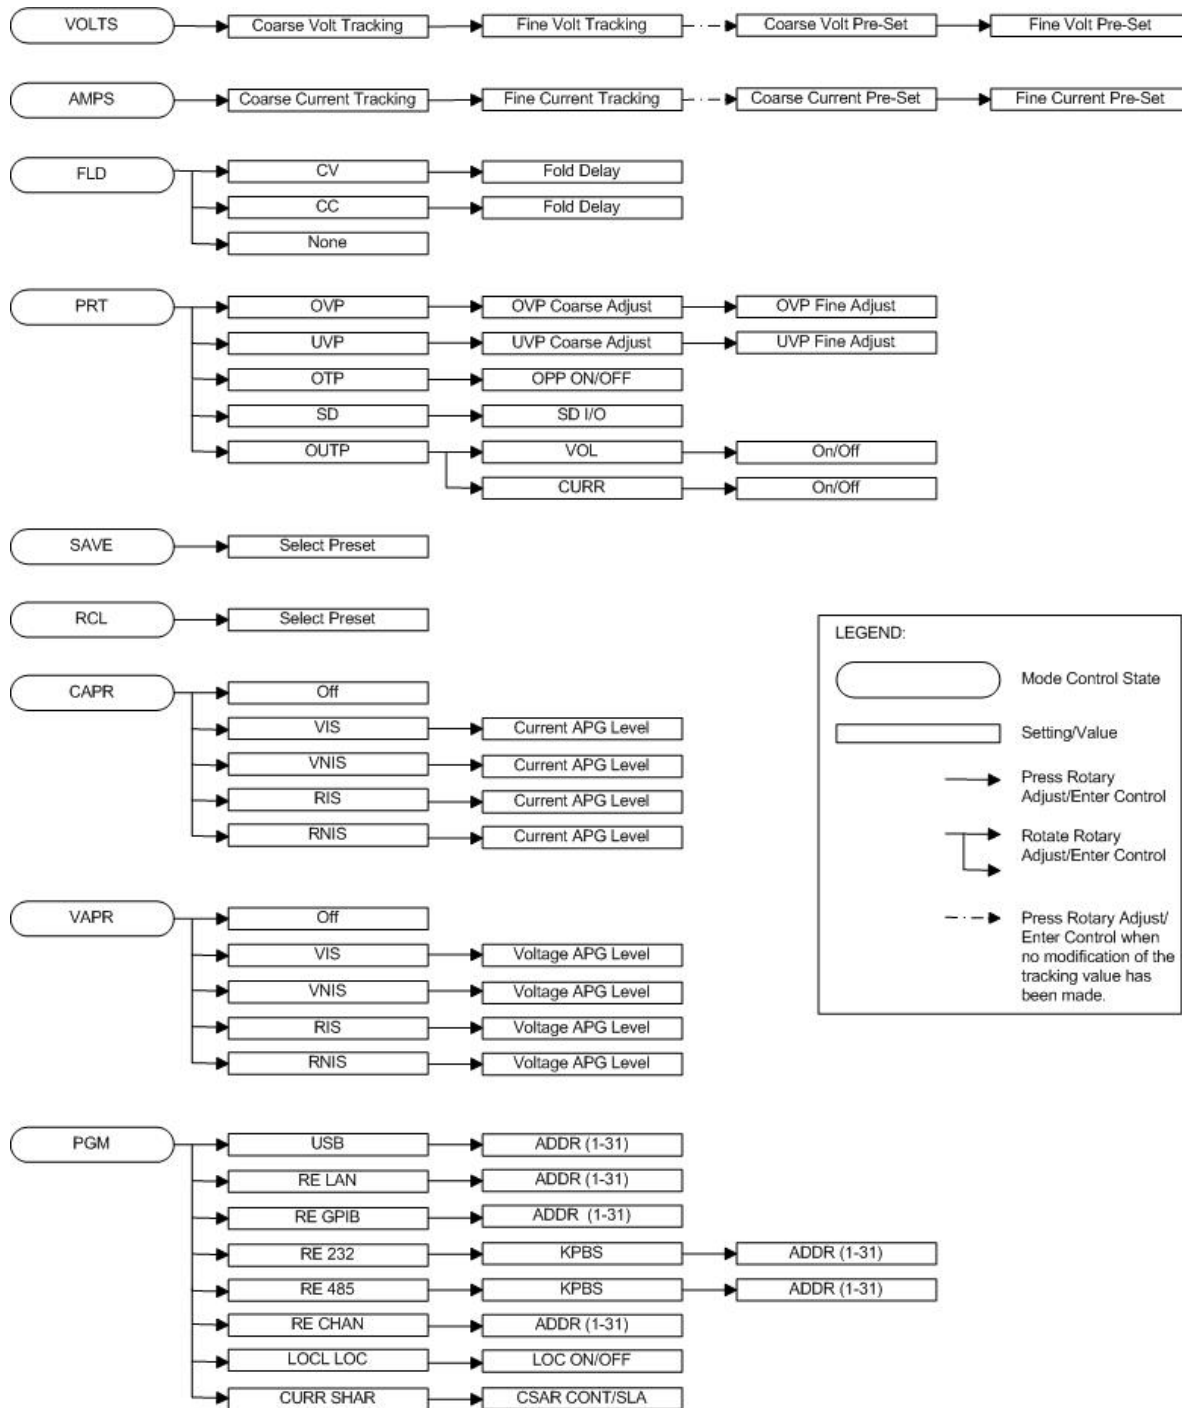 VOLTS
Coarse Volt Tracking
Fine Volt Tracking
Coarse Volt Pre-Set
Fine Volt Pre-Set
AMPS
Coarse Current Tracking
Fine Current Tracking
Coarse Current Pre-Set
Fine Current Pre-Set
FLD
CV
Fold Delay
CC
Fold Delay
None
PRT
OVP
OVP Coarse Adjust
OVP Fine Adjust
UVP
UVP Coarse Adjust
UVP Fine Adjust
OTP
OPP ON/OFF
SD
SD I/O
OUTP
VOL
On/Off
CURR
On/Off
SAVE
Select Preset
RCL
Select Preset
CAPR
Off
VIS
Current APG Level
VNIS
Current APG Level
RIS
Current APG Level
RNIS
Current APG Level
LEGEND:
Mode Control State
Setting/Value
Press Rotary
Adjust/Enter Control
Rotate Rotary
Adjust/Enter Control
Press Rotary Adjust/
Enter Control when
no modification of the
tracking value has
been made.
VAPR
Off
VIS
Voltage APG Level
VNIS
Voltage APG Level
RIS
Voltage APG Level
RNIS
Voltage APG Level
PGM
USB
ADDR (1-31)
RE LAN
ADDR (1-31)
RE GPIB
ADDR (1-31)
RE 232
KPBS
ADDR (1-31)
RE 485
KPBS
ADDR (1-31)
RE CHAN
ADDR (1-31)
LOCL LOC
LOC ON/OFF
CURR SHAR
CSAR CONT/SLA